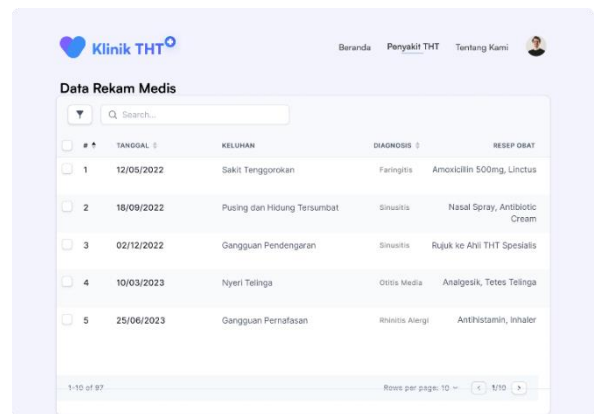 Klinik THT
Beranda Penyakit THT Tentang Kami
Data Rekam Medis
Search...
# TANGGAL KELUHAN DIAGNOSIS RESEP OBAT
1 12/05/2022 Sakit Tenggorokan Faringitis Amoxicillin 500mg, Linctus
2 18/09/2022 Pusing dan Hidung Tersumbat Sinusitis Nasal Spray, Antibiotic
Cream
3 02/12/2022 Gangguan Pendengaran Sinusitis Rujuk ke Ahli THT Spesialis
4 10/03/2023 Nyeri Telinga Otitis Media Analgesik, Tetes Telinga
5 25/06/2023 Gangguan Pernafasan Rhinitis Alergi Antihistamin, Inhaler
1-10 of 97 Rows per page: 10 < 1/10 >